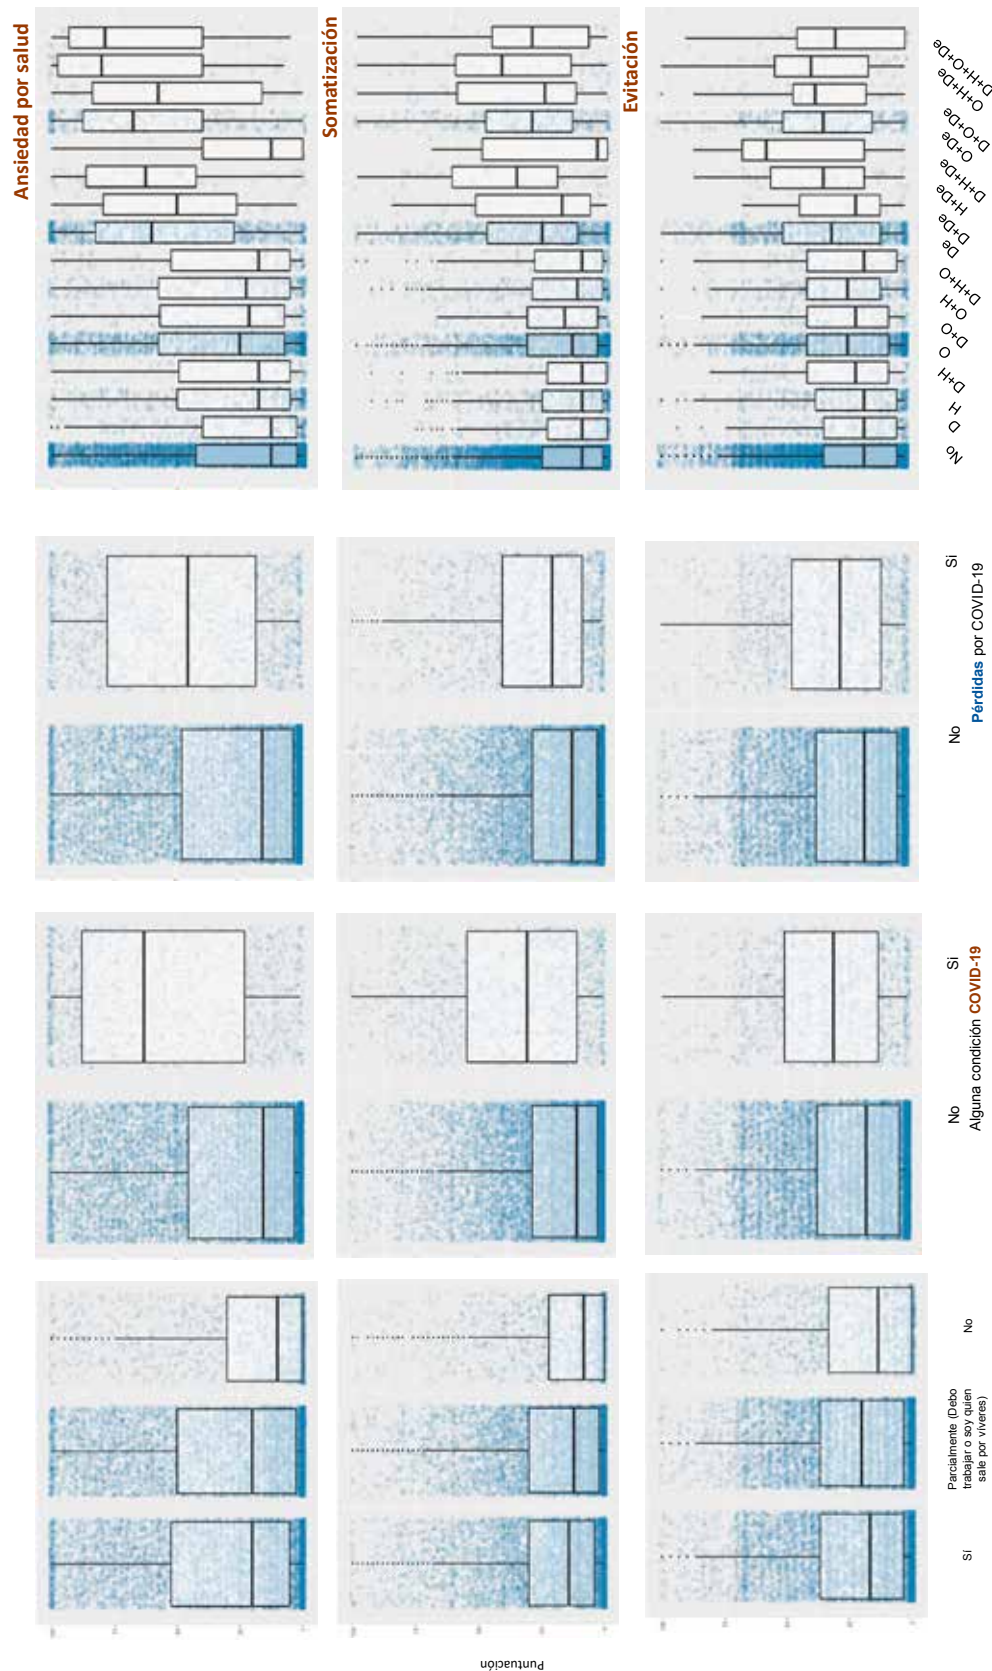 Ansiedad por salud
Somatización
Evitación
D+H+O+De
O+H+De
D+O+De
O+De
D+H+De
H+De
D+De
De
D+H+O
O+H
D+O
O
D+H
H
D
No
Si
No
Pérdidas por COVID-19
Sí
No
Alguna condición COVID-19
No
Parcialmente (Debo
trabajar o soy quien
sale por víveres)
Sí
Puntuación